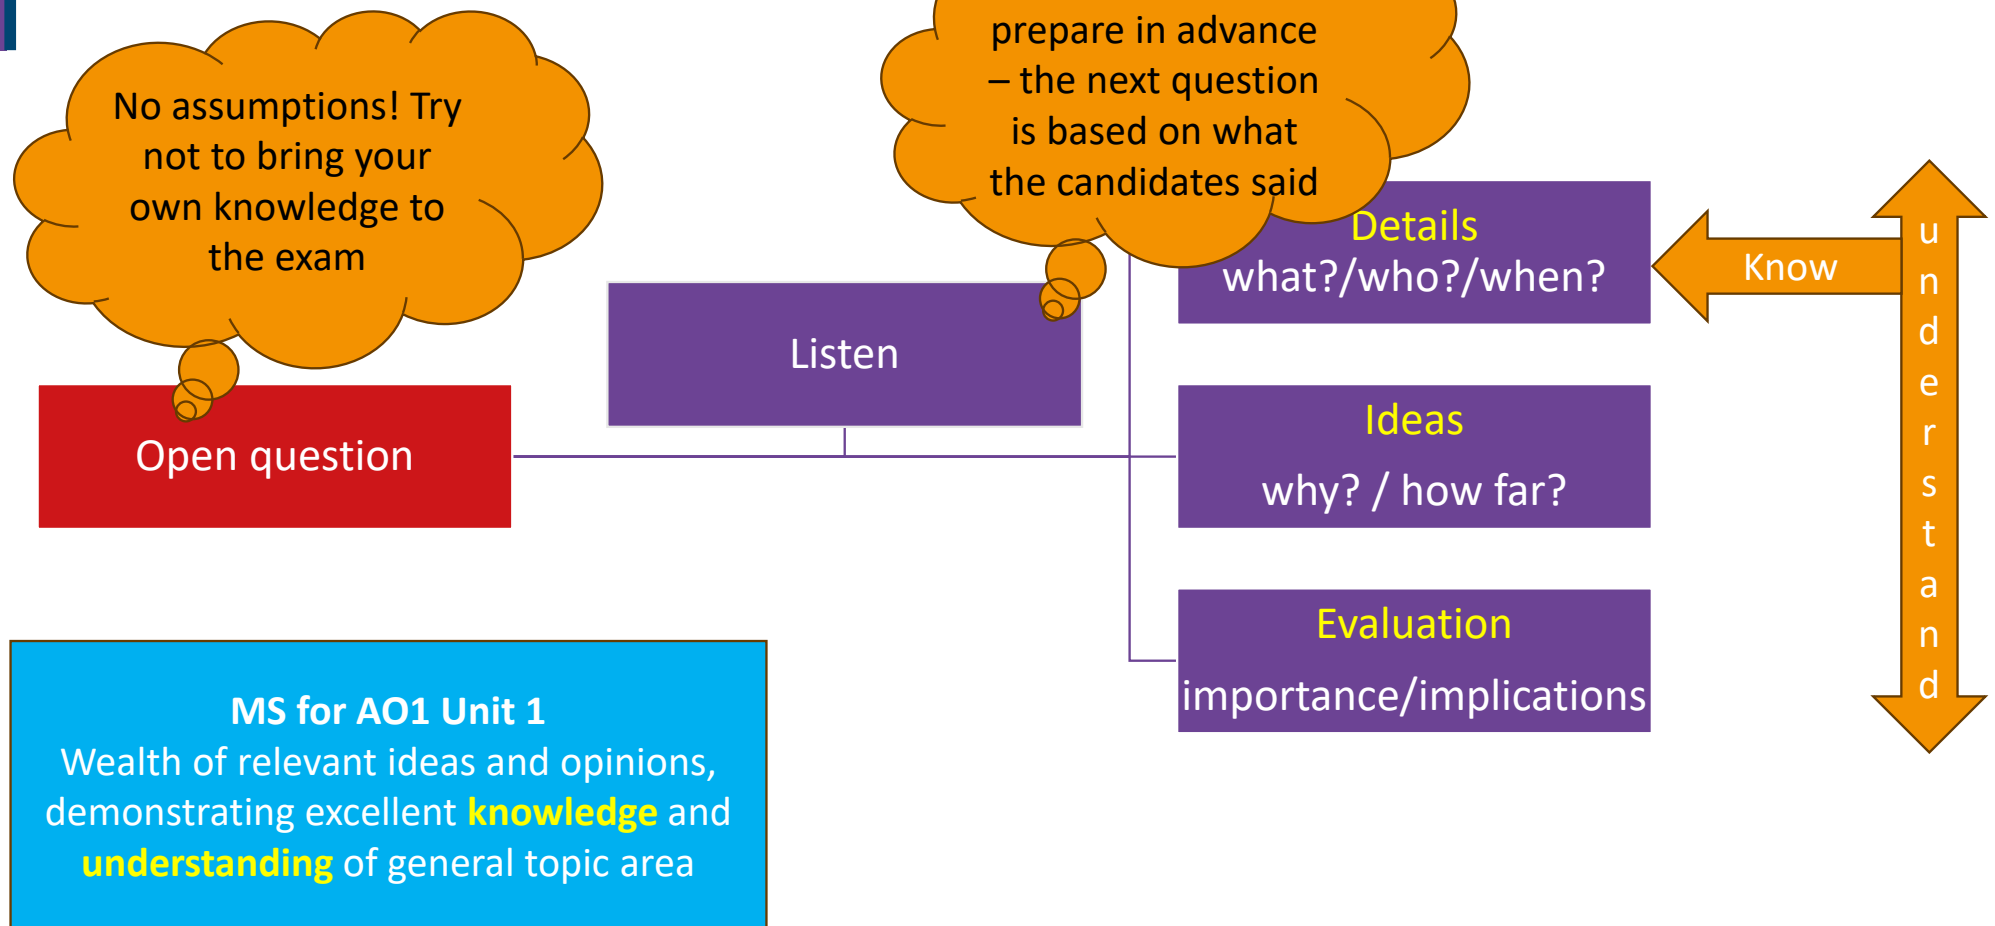 No assumptions! Try
not to bring your
own knowledge to
the exam
prepare in advance
– the next question
is based on what
the candidates said
Open question
Listen
Details
what?/who?/when?
Ideas
why? / how far?
Evaluation
importance/implications
Know
understand
MS for AO1 Unit 1
Wealth of relevant ideas and opinions,
demonstrating excellent knowledge and
understanding of general topic area